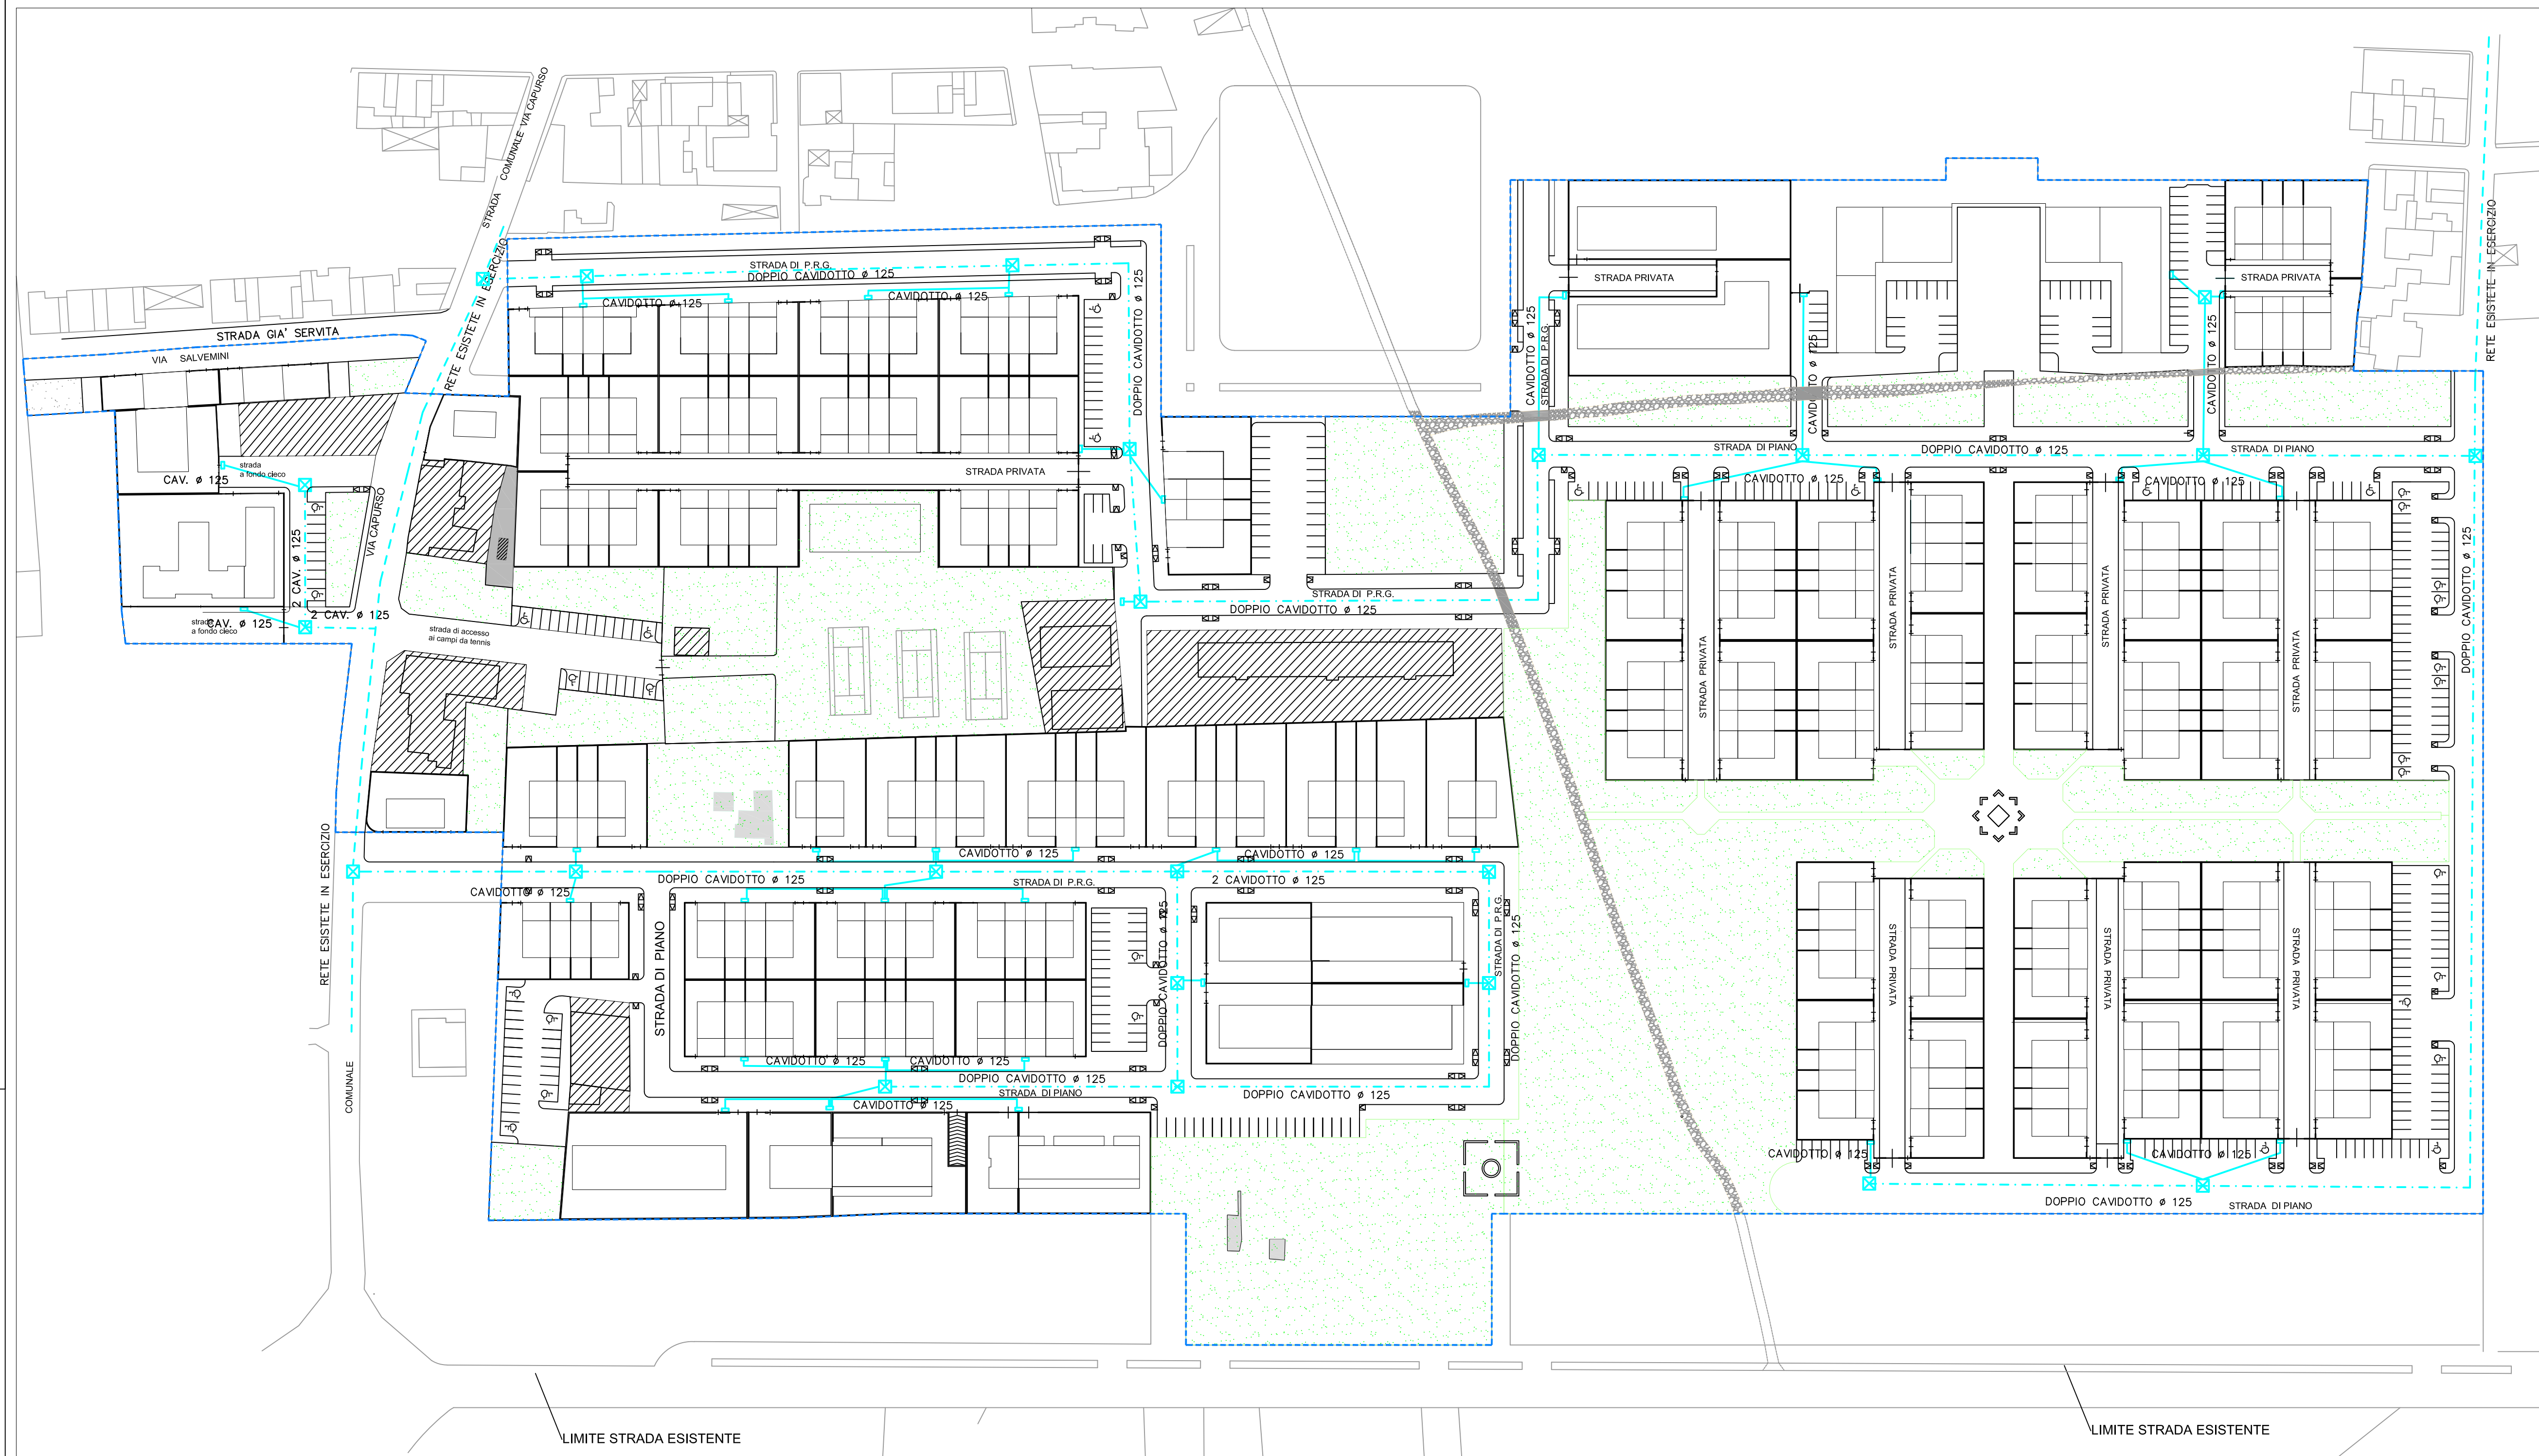 STRADA COMUNALE VIA CAPURSO
RETE ESISTETE IN ESERCIZIO
STRADA GIA' SERVITA
VIA SALVEMINI
STRADA DI P.R.G.
DOPPIO CAVIDOTTO ø 125
CAVIDOTTO ø 125
CAVIDOTTO ø 125
DOPPIO CAVIDOTTO ø 125
STRADA PRIVATA
strada
a fondo cieco
CAV. ø 125
2 CAV. ø 125
VIA CAPURSO
2 CAV. ø 125
strada
a fondo cieco
CAV. ø 125
strada di accesso
ai campi da tennis
STRADA DI P.R.G.
DOPPIO CAVIDOTTO ø 125
CAVIDOTTO ø 125
STRADA DI P.R.G.
STRADA PRIVATA
CAVIDOTTO ø 125
STRADA PRIVATA
CAVIDOTTO ø 125
RETE ESISTETE IN ESERCIZIO
STRADA DI PIANO
DOPPIO CAVIDOTTO ø 125
STRADA DI PIANO
CAVIDOTTO ø 125
CAVIDOTTO ø 125
STRADA PRIVATA
STRADA PRIVATA
STRADA PRIVATA
STRADA PRIVATA
DOPPIO CAVIDOTTO ø 125
RETE ESISTETE IN ESERCIZIO
COMUNALE
CAVIDOTTO ø 125
CAVIDOTTO ø 125
DOPPIO CAVIDOTTO ø 125
STRADA DI P.R.G.
2 CAVIDOTTO ø 125
CAVIDOTTO ø 125
STRADA DI PIANO
DOPPIO CAVIDOTTO ø 125
STRADA DI P.R.G.
DOPPIO CAVIDOTTO ø 125
CAVIDOTTO ø 125
CAVIDOTTO ø 125
DOPPIO CAVIDOTTO ø 125
STRADA DI PIANO
DOPPIO CAVIDOTTO ø 125
CAVIDOTTO ø 125
STRADA PRIVATA
STRADA PRIVATA
STRADA PRIVATA
CAVIDOTTO ø 125
CAVIDOTTO ø 125
DOPPIO CAVIDOTTO ø 125
STRADA DI PIANO
LIMITE STRADA ESISTENTE
LIMITE STRADA ESISTENTE